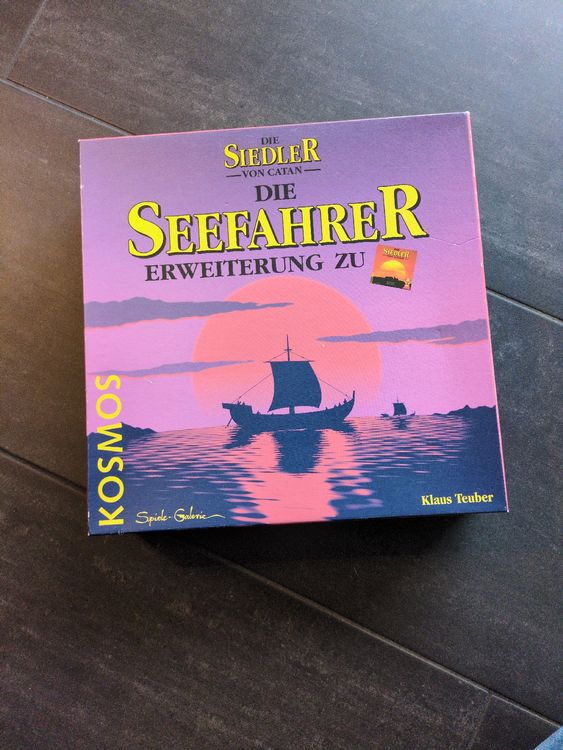 DIE
SIEDLER
VON CATAN
DIE
SEEFAHRER
ERWEITERUNG ZU
SIEDLER
KOSMOS
Spiele-Galerie
Klaus Teuber